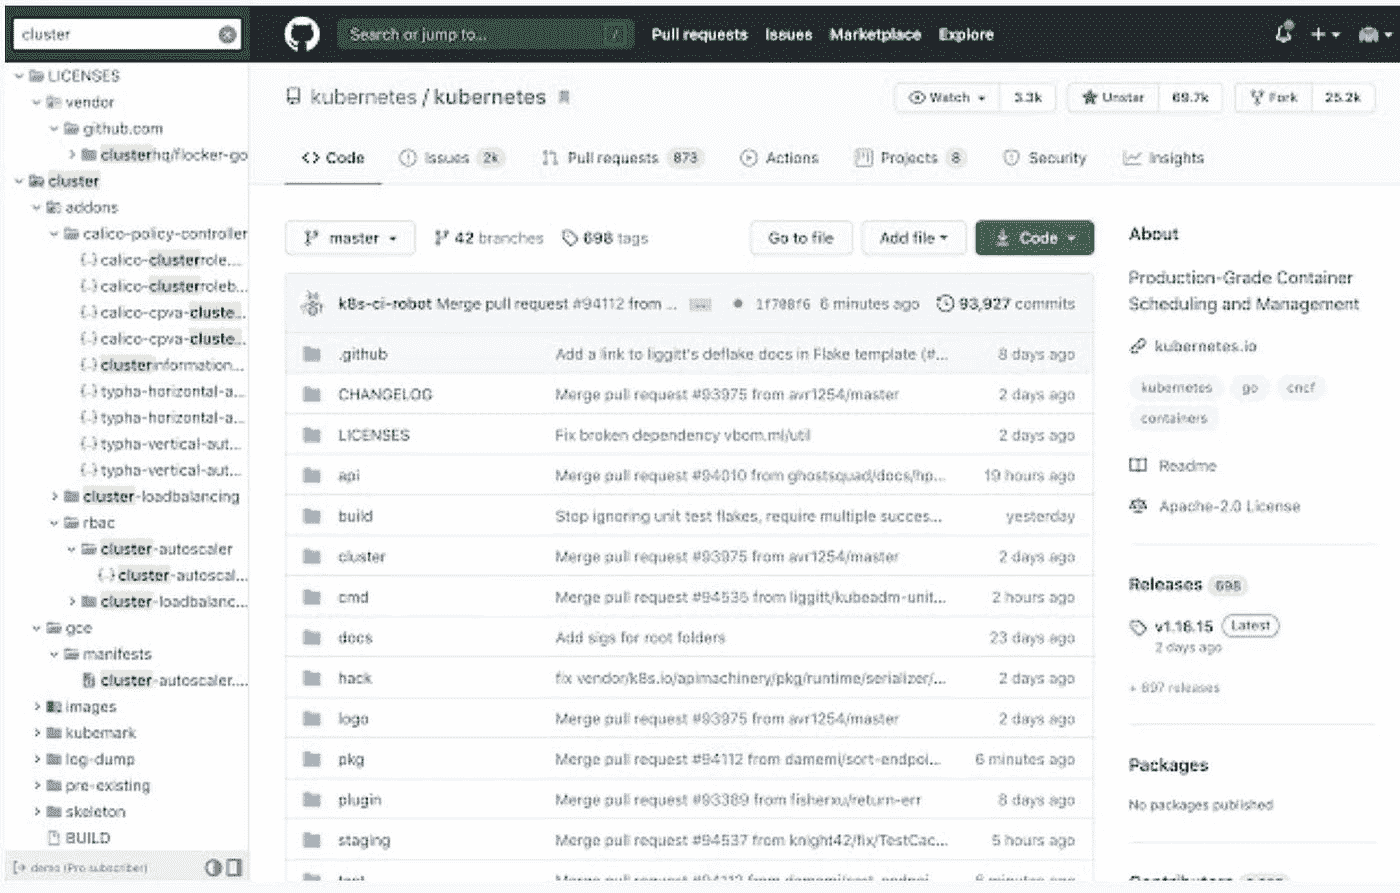 cluster
LICENSES
vendor
github.com
clusterhq/flocker-go
cluster
addons
calico-policy-controller
{..} calico-clusterrole...
{..} calico-clusterroleb...
{..} calico-cpva-cluste...
{..} calico-cpva-cluste...
{..} clusterinformation...
{..} typha-horizontal-a...
{..} typha-horizontal-a...
{..} typha-vertical-aut...
{..} typha-vertical-aut...
cluster-loadbalancing
rbac
cluster-autoscaler
{..} cluster-autoscal...
cluster-loadbalanc...
gce
manifests
cluster-autoscaler....
images
kubemark
log-dump
pre-existing
skeleton
BUILD
demo (Pro subscriber)
Search or jump to... /
Pull requests Issues Marketplace Explore
kubernetes / kubernetes
Watch 3.3k Unstar 69.7k Fork 25.2k
Code Issues 2k Pull requests 873 Actions Projects 8 Security Insights
master 42 branches 698 tags Go to file Add file Code
k8s-ci-robot Merge pull request #94112 from ... 1f708f6 6 minutes ago 93,927 commits
.github Add a link to liggitt's deflake docs in Flake template (#... 8 days ago
CHANGELOG Merge pull request #93975 from avr1254/master 2 days ago
LICENSES Fix broken dependency vbom.ml/util 2 days ago
api Merge pull request #94010 from ghostsquad/docs/hp... 19 hours ago
build Stop ignoring unit test flakes, require multiple succes... yesterday
cluster Merge pull request #93975 from avr1254/master 2 days ago
cmd Merge pull request #94535 from liggitt/kubeadm-unit... 2 hours ago
docs Add sigs for root folders 23 days ago
hack fix vendor/k8s.io/apimachinery/pkg/runtime/serializer/... 2 days ago
logo Merge pull request #93975 from avr1254/master 2 days ago
pkg Merge pull request #94112 from damemi/sort-endpoi... 6 minutes ago
plugin Merge pull request #93389 from fisherxu/return-err 8 days ago
staging Merge pull request #94537 from knight42/fix/TestCac... 5 hours ago
test Merge pull request #94112 from damemi/sort-endpoi... 6 minutes ago
About
Production-Grade Container
Scheduling and Management
kubernetes.io
kubernetes go cncf
containers
Readme
Apache-2.0 License
Releases 698
v1.16.15 Latest
2 days ago
+ 697 releases
Packages
No packages published
Contributors